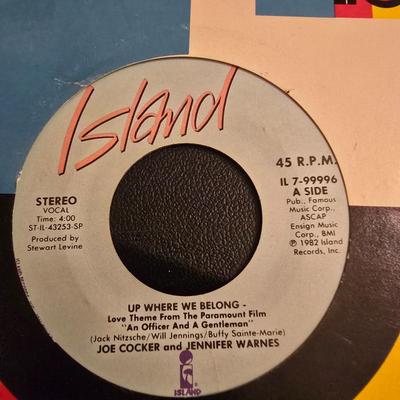 Island
45 R.P.M.
IL 7-99996
A SIDE
Pub., Famous
Music Corp.,
ASCAP
Ensign Music
Corp., BMI
℗ 1982 Island
Records, Inc.
STEREO
VOCAL
Time: 4:00
ST-IL-43253-SP
Produced by
Stewart Levine
UP WHERE WE BELONG -
Love Theme From The Paramount Film
"An Officer And A Gentleman"
(Jack Nitzsche/Will Jennings/Buffy Sainte-Marie)
JOE COCKER and JENNIFER WARNES
ISLAND